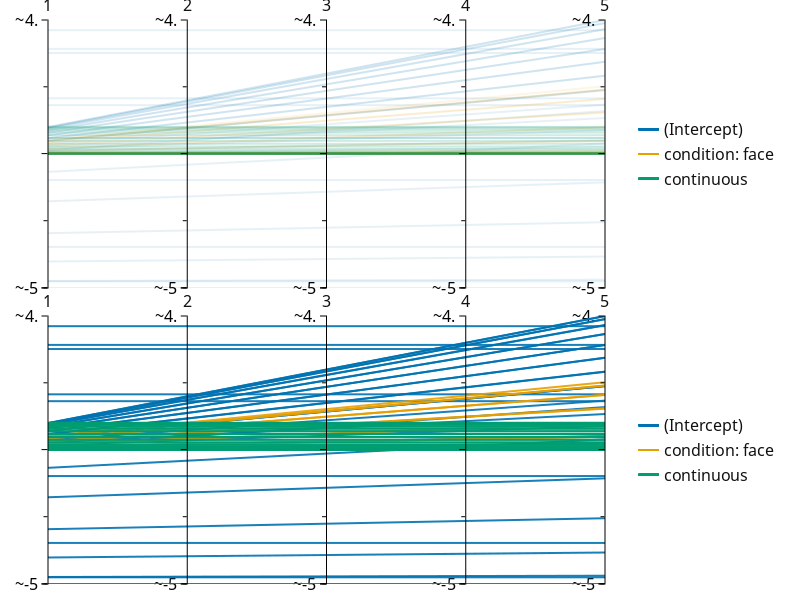 1 2 3 4 5
~4. ~4. ~4. ~4. ~4.
(Intercept)
condition: face
continuous
~-5 ~-5 ~-5 ~-5 ~-5
1 2 3 4 5
~4. ~4. ~4. ~4. ~4.
(Intercept)
condition: face
continuous
~-5 ~-5 ~-5 ~-5 ~-5